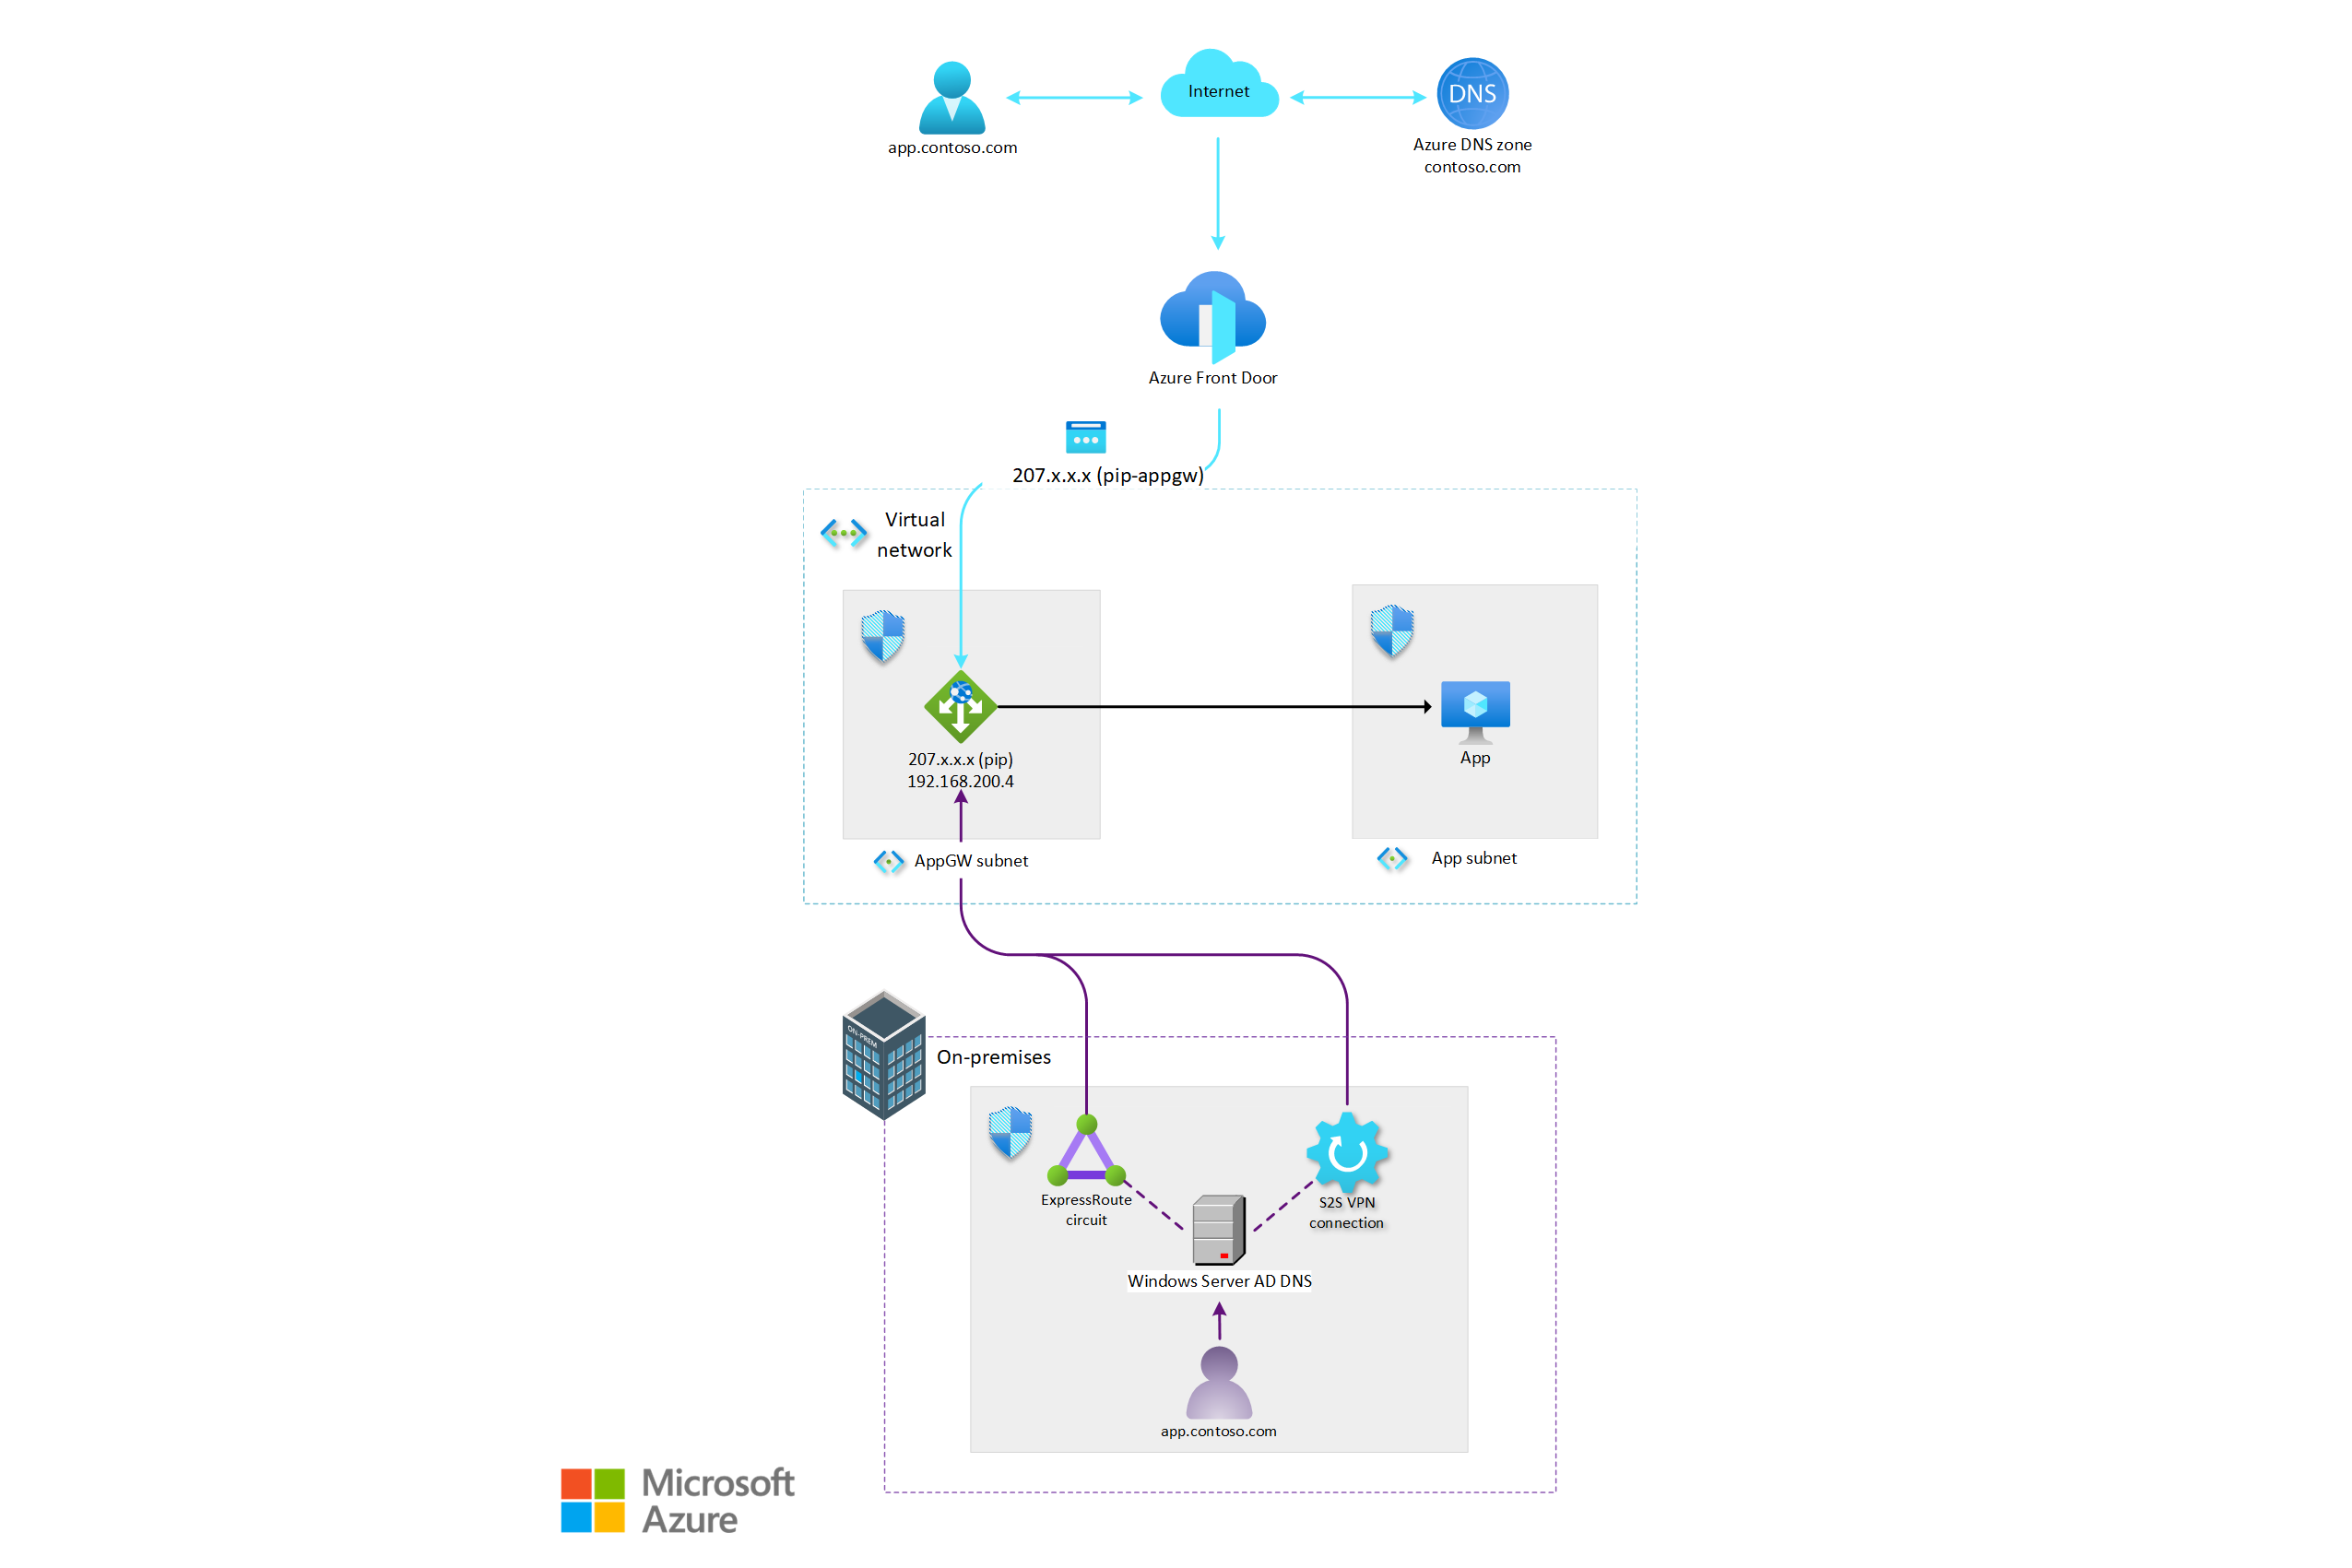 Internet
DNS
app.contoso.com
Azure DNS zone
contoso.com
Azure Front Door
207.x.x.x (pip-appgw)
Virtual
network
207.x.x.x (pip)
192.168.200.4
App
AppGW subnet
App subnet
ON-PREM
On-premises
ExpressRoute
circuit
S2S VPN
connection
Windows Server AD DNS
app.contoso.com
Microsoft
Azure